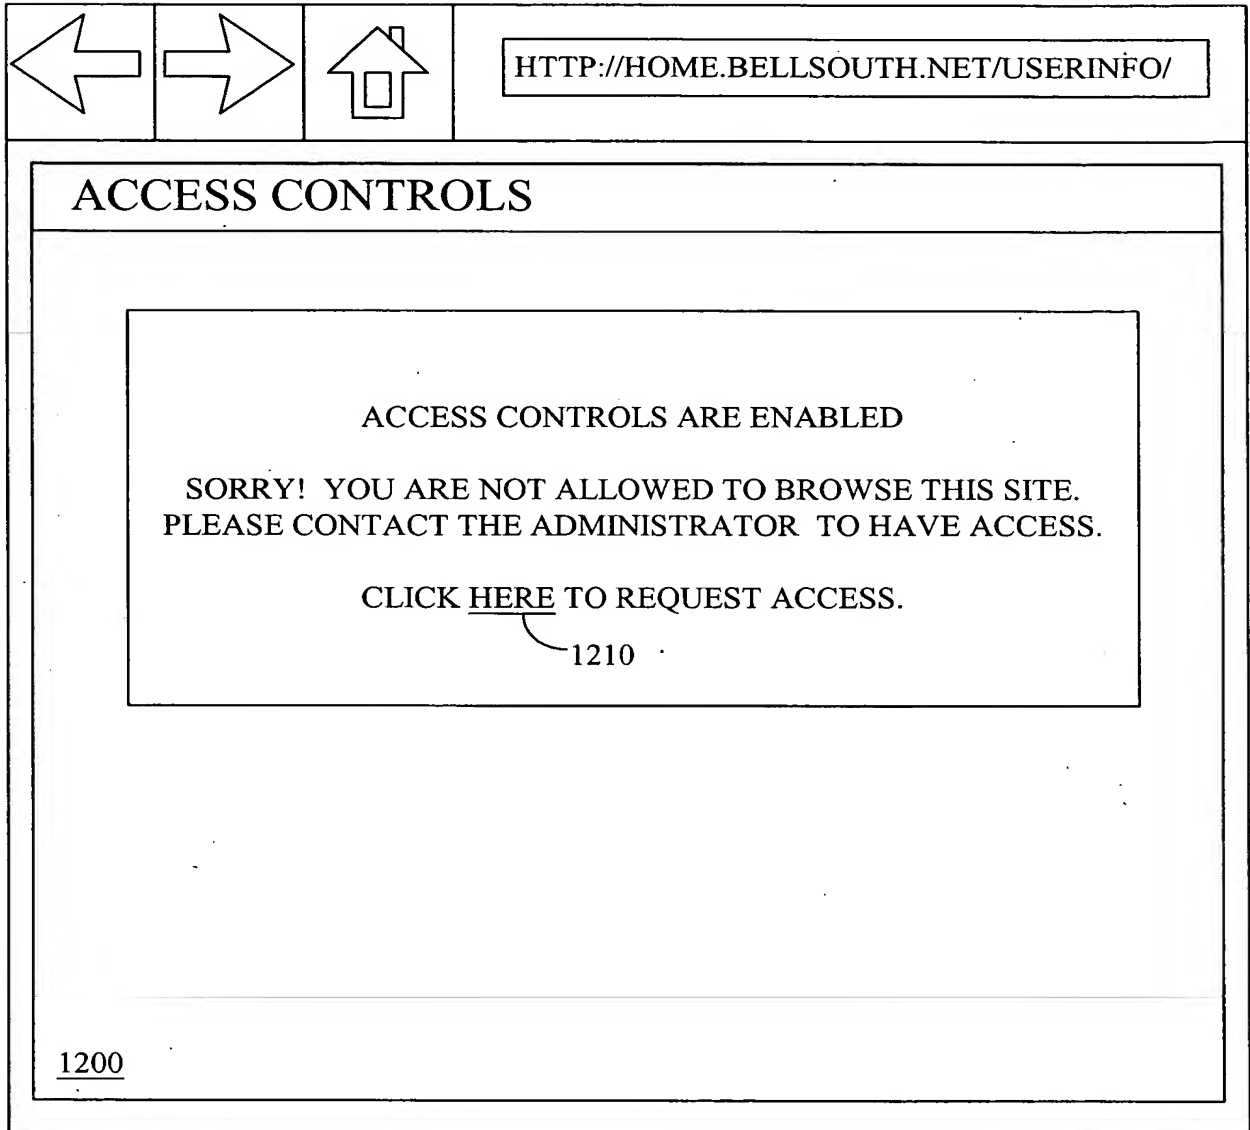 HTTP://HOME.BELLSOUTH.NET/USERINFO/
ACCESS CONTROLS
ACCESS CONTROLS ARE ENABLED
SORRY! YOU ARE NOT ALLOWED TO BROWSE THIS SITE.
PLEASE CONTACT THE ADMINISTRATOR TO HAVE ACCESS.
CLICK HERE TO REQUEST ACCESS.
1210
1200